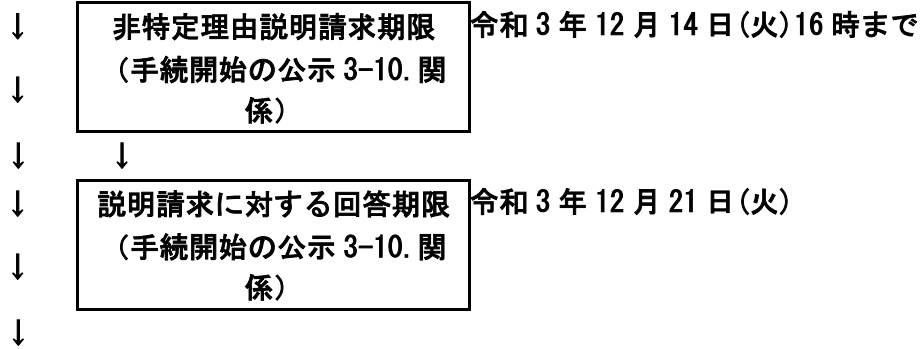 ↓ 非特定理由説明請求期限 令和3年12月14日(火)16時まで
↓ (手続開始の公示3-10.関
係)
↓ ↓
↓ 説明請求に対する回答期限 令和3年12月21日(火)
↓ (手続開始の公示3-10.関
係)
↓